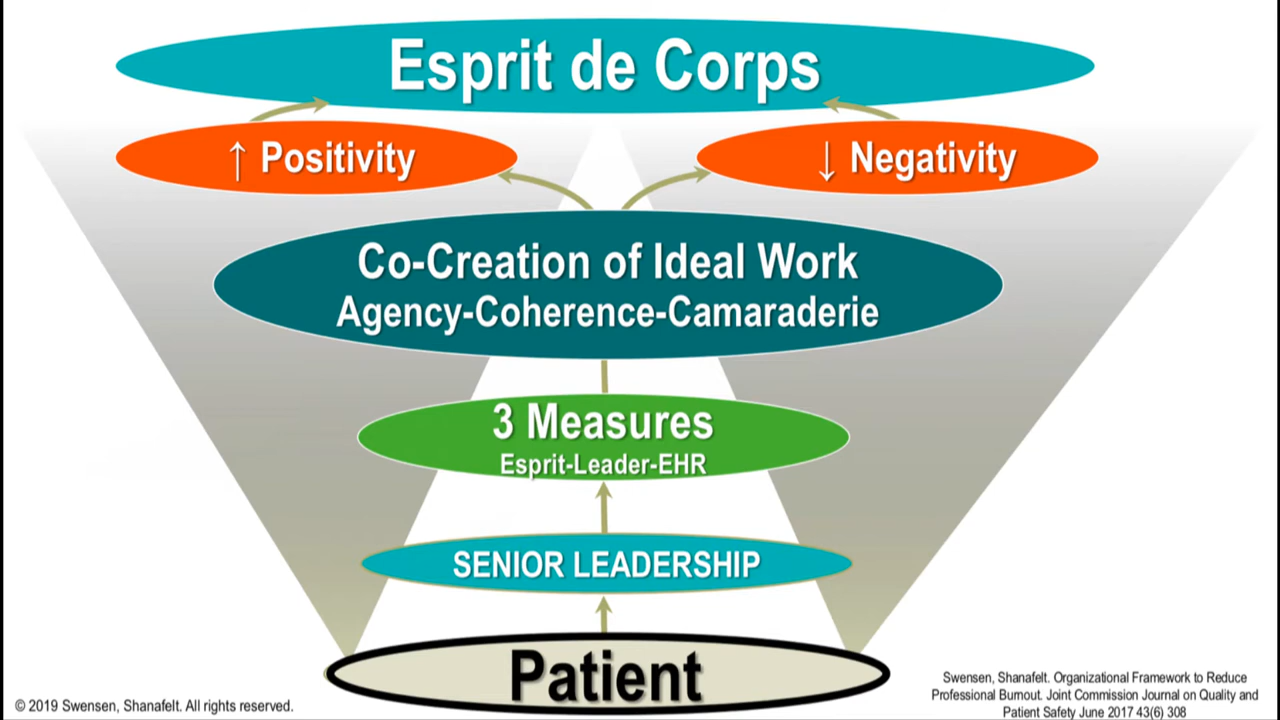 Esprit de Corps
↑ Positivity
↓ Negativity
Co-Creation of Ideal Work
Agency-Coherence-Camaraderie
3 Measures
Esprit-Leader-EHR
SENIOR LEADERSHIP
Patient
© 2019 Swensen, Shanafelt. All rights reserved.
Swensen, Shanafelt. Organizational Framework to Reduce
Professional Burnout. Joint Commission Journal on Quality and
Patient Safety June 2017 43(6) 308